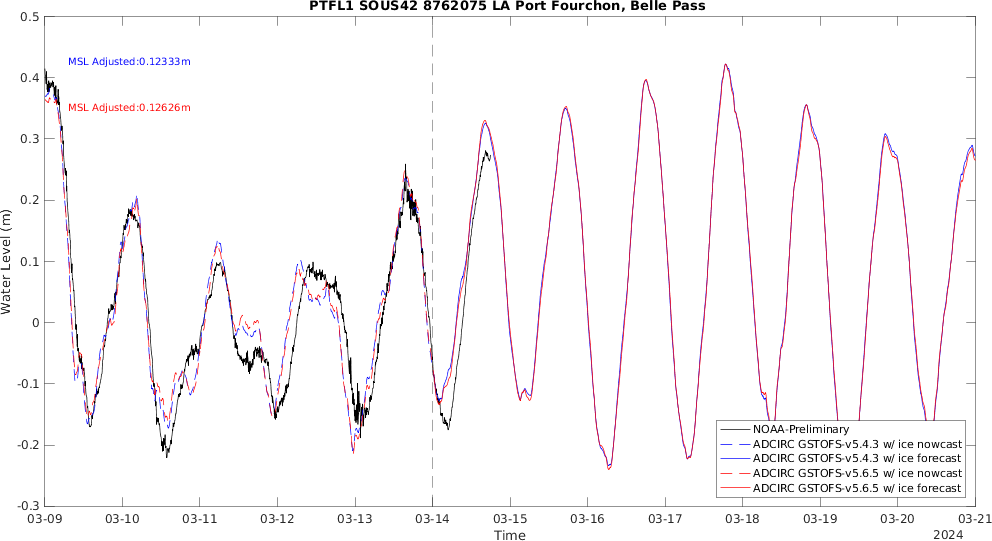 PTFL1 SOUS42 8762075 LA Port Fourchon, Belle Pass
MSL Adjusted:0.12333m
MSL Adjusted:0.12626m
Water Level (m)
0.5
0.4
0.3
0.2
0.1
0
-0.1
-0.2
-0.3
NOAA-Preliminary
ADCIRC GSTOFS-v5.4.3 w/ ice nowcast
ADCIRC GSTOFS-v5.4.3 w/ ice forecast
ADCIRC GSTOFS-v5.6.5 w/ ice nowcast
ADCIRC GSTOFS-v5.6.5 w/ ice forecast
03-09 03-10 03-11 03-12 03-13 03-14 03-15 03-16 03-17 03-18 03-19 03-20 03-21
Time
2024